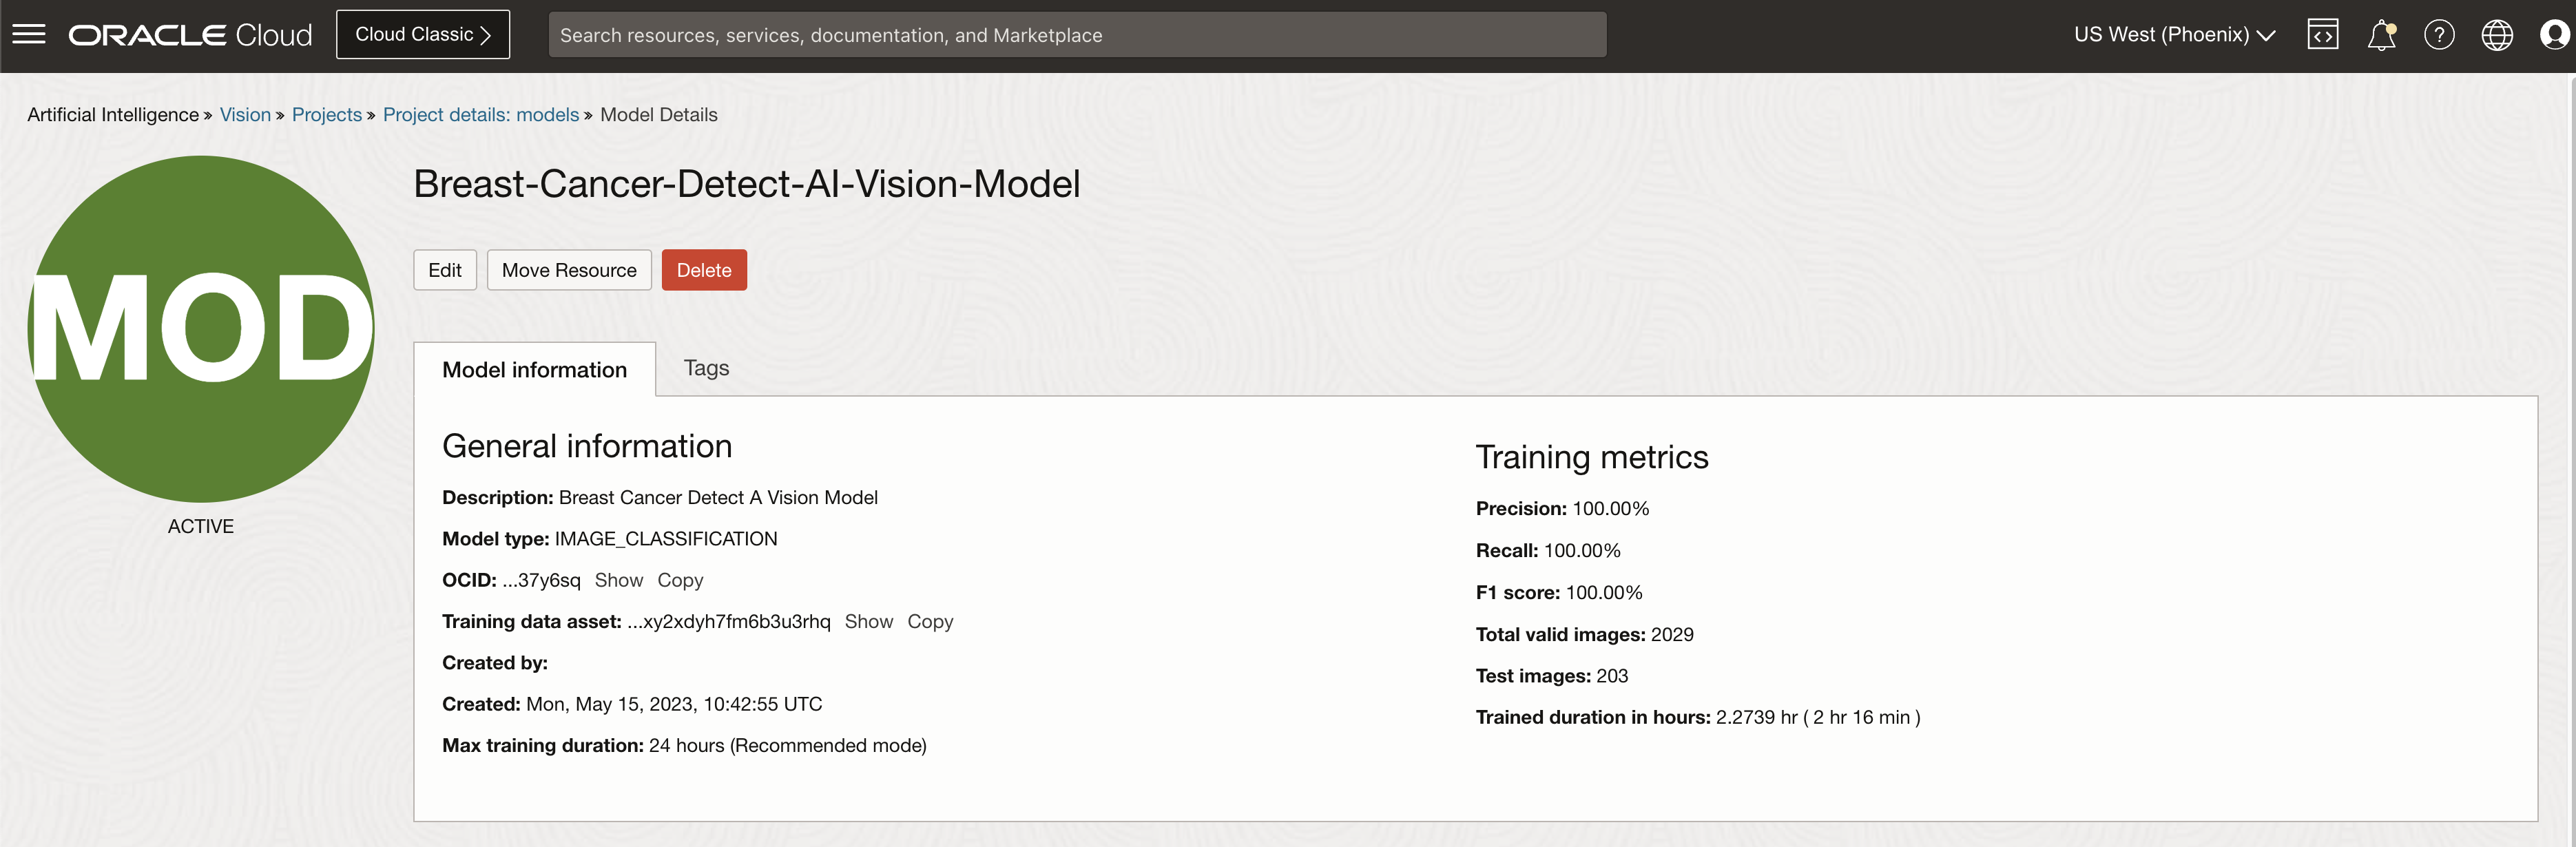 ORACLE Cloud
Cloud Classic
Search resources, services, documentation, and Marketplace
US West (Phoenix)
Artificial Intelligence » Vision » Projects » Project details: models » Model Details
MOD
ACTIVE
Breast-Cancer-Detect-AI-Vision-Model
Edit Move Resource Delete
Model information Tags
General information
Description: Breast Cancer Detect A Vision Model
Model type: IMAGE_CLASSIFICATION
OCID: ...37y6sq Show Copy
Training data asset: ...xy2xdyh7fm6b3u3rhq Show Copy
Created by:
Created: Mon, May 15, 2023, 10:42:55 UTC
Max training duration: 24 hours (Recommended mode)
Training metrics
Precision: 100.00%
Recall: 100.00%
F1 score: 100.00%
Total valid images: 2029
Test images: 203
Trained duration in hours: 2.2739 hr ( 2 hr 16 min )